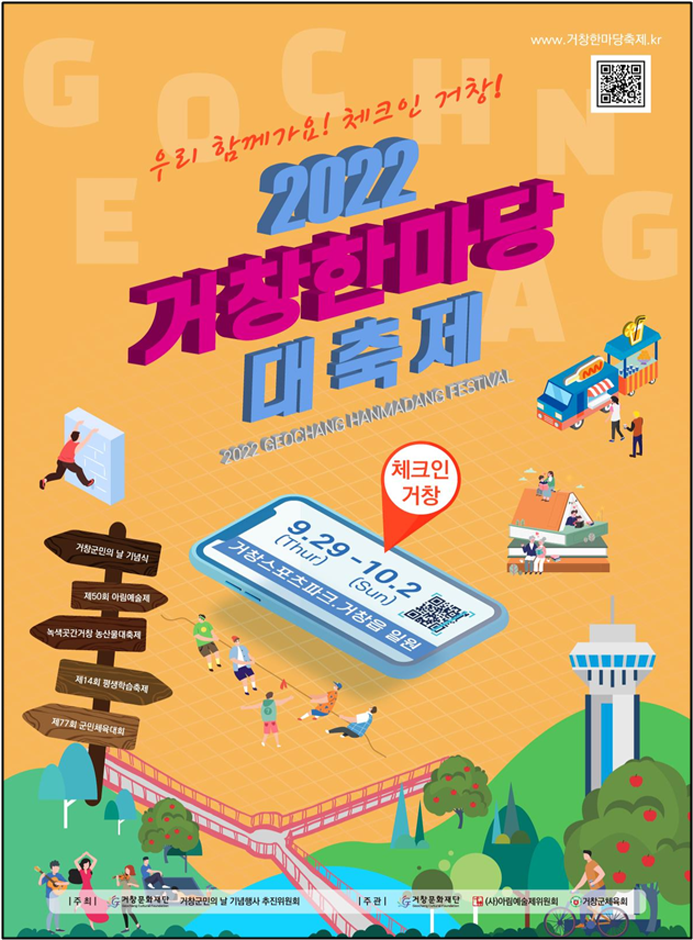 www.거창한마당축제.kr
GEOCHNG
A
우리 함께가요! 체크인 거창!
2022
거창한마당
대축제
2022 GEOCHANG HANMADANG FESTIVAL
체크인
거창
9.29-10.2
(Thur) (Sun)
거창스포츠파크.거창읍 일원
거창군민의 날 기념식
제50회 아림예술제
녹색곳간거창 농산물대축제
제14회 평생학습축제
제77회 군민체육대회
|주최| 거창문화재단 거창군민의 날 기념행사 추진위원회 |주관| 거창문화재단 (사)아림예술제위원회 거창군체육회